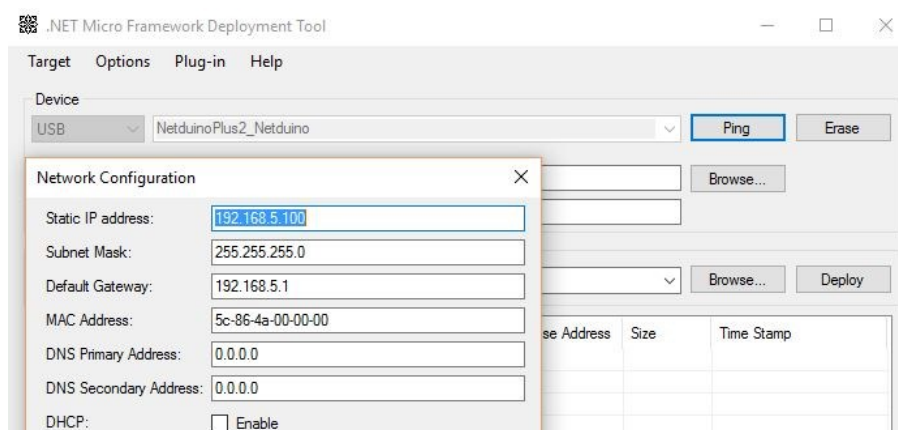 .NET Micro Framework Deployment Tool
Target Options Plug-in Help
Device
USB NetduinoPlus2_Netduino Ping Erase
Network Configuration
Browse...
Static IP address: 192.168.5.100
Subnet Mask: 255.255.255.0
Default Gateway: 192.168.5.1
Browse... Deploy
MAC Address: 5c-86-4a-00-00-00
se Address Size Time Stamp
DNS Primary Address: 0.0.0.0
DNS Secondary Address: 0.0.0.0
DHCP: Enable